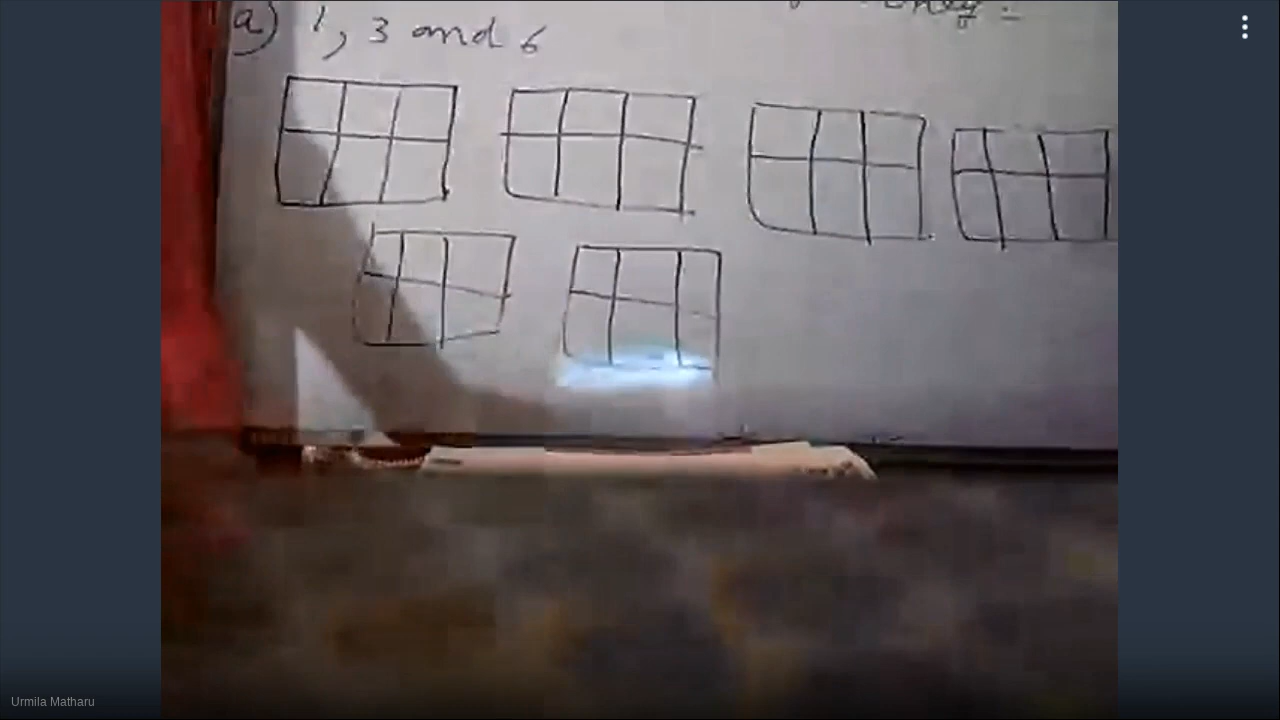 a) 1, 3 and 6
Urmila Matharu